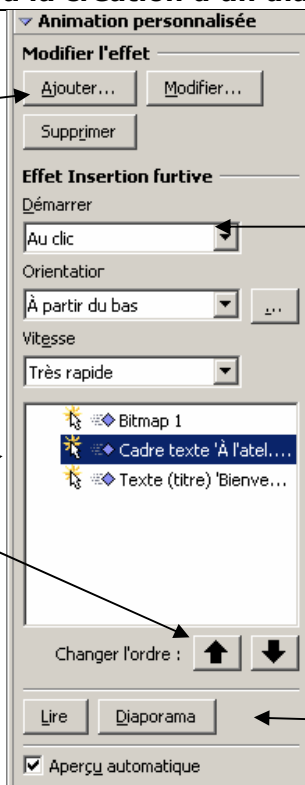 à la création d'un dia
Animation personnalisée
Modifier l'effet
Ajouter... Modifier...
Supprimer
Effet Insertion furtive
Démarrer
Au clic
Orientation
À partir du bas ...
Vitesse
Très rapide
Bitmap 1
Cadre texte 'À l'atel....
Texte (titre) 'Bienve...
Changer l'ordre :
Lire Diaporama
Aperçu automatique